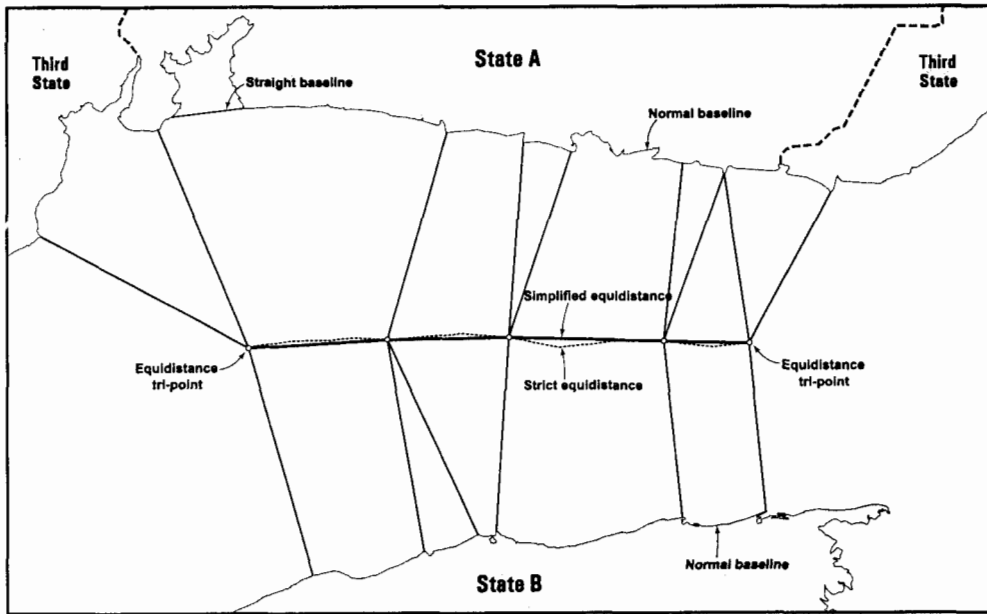 Third
State
State A
Third
State
Straight baseline
Normal baseline
Simplified equidistance
Equidistance
tri-point
Strict equidistance
Equidistance
tri-point
Normal baseline
State B